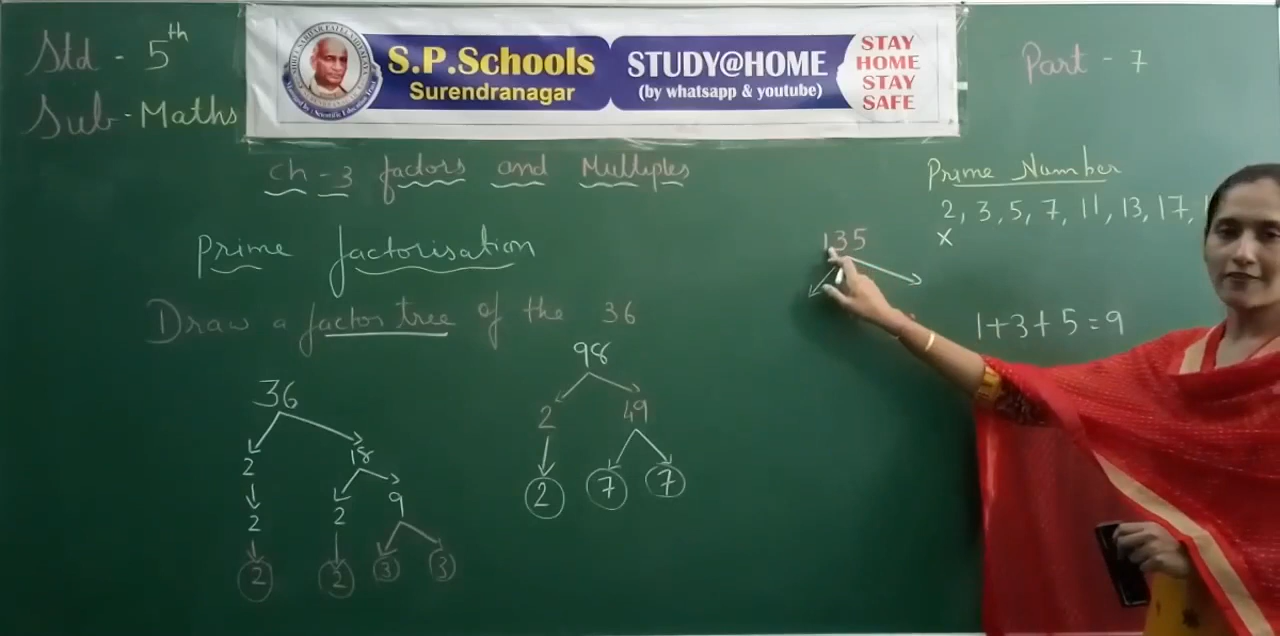 Std - 5th
Sub - Maths
S.P.Schools
Surendranagar
STUDY@HOME
(by whatsapp & youtube)
STAY
HOME
STAY
SAFE
Part - 7
Ch - 3 factors and Multiples
Prime factorisation
Draw a factor tree of the 36
36
2 18
2 2 9
2 2 3 3
98
2 49
2 7 7
135
Prime Number
2, 3, 5, 7, 11, 13, 17,
x
1+3+5=9